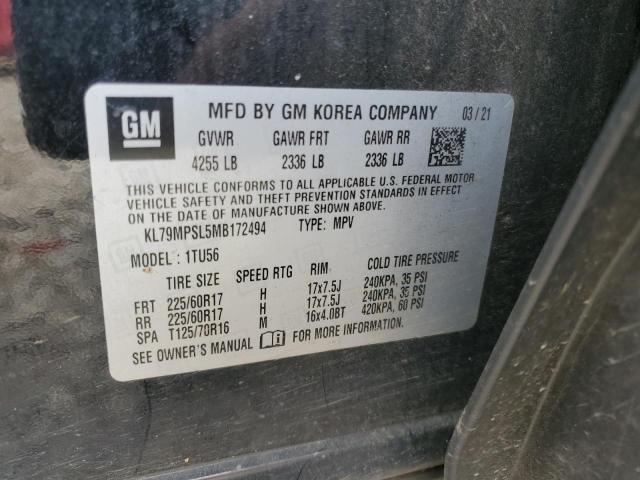 GM MFD BY GM KOREA COMPANY 03/21
GVWR GAWR FRT GAWR RR
4255 LB 2336 LB 2336 LB
THIS VEHICLE CONFORMS TO ALL APPLICABLE U.S. FEDERAL MOTOR
VEHICLE SAFETY AND THEFT PREVENTION STANDARDS IN EFFECT
ON THE DATE OF MANUFACTURE SHOWN ABOVE.
KL79MPSL5MB172494 TYPE: MPV
MODEL: 1TU56
TIRE SIZE SPEED RTG RIM COLD TIRE PRESSURE
FRT 225/60R17 H 17x7.5J 240KPA, 35 PSI
RR 225/60R17 H 17x7.5J 240KPA, 35 PSI
SPA T125/70R16 M 16x4.0BT 420KPA, 60 PSI
SEE OWNER'S MANUAL FOR MORE INFORMATION.